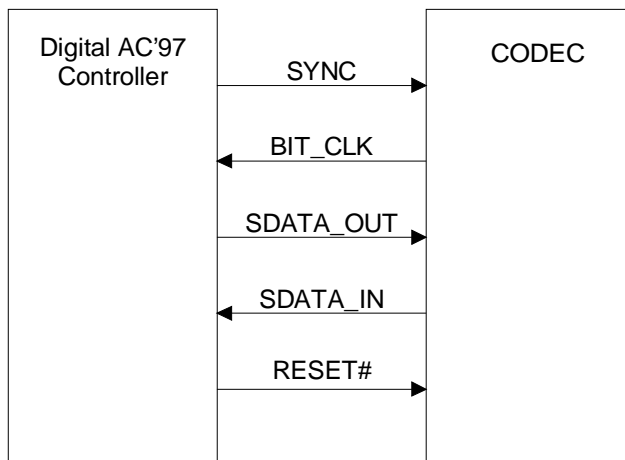 Digital AC'97
Controller
CODEC
SYNC
BIT_CLK
SDATA_OUT
SDATA_IN
RESET#